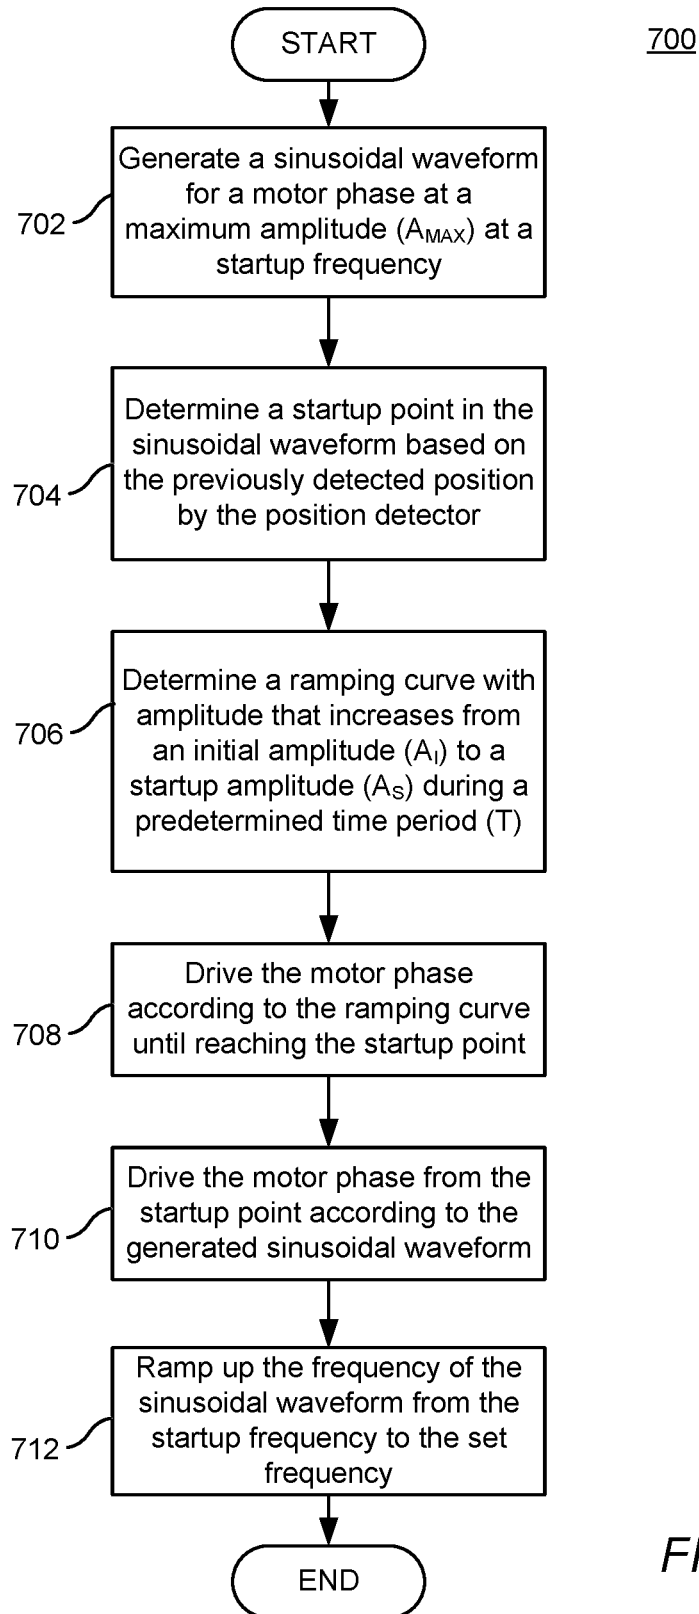 START
700
Generate a sinusoidal waveform
for a motor phase at a
maximum amplitude (AMAX) at a
startup frequency
702
Determine a startup point in the
sinusoidal waveform based on
the previously detected position
by the position detector
704
Determine a ramping curve with
amplitude that increases from
an initial amplitude (AI) to a
startup amplitude (AS) during a
predetermined time period (T)
706
Drive the motor phase
according to the ramping curve
until reaching the startup point
708
Drive the motor phase from the
startup point according to the
generated sinusoidal waveform
710
Ramp up the frequency of the
sinusoidal waveform from the
startup frequency to the set
frequency
712
END